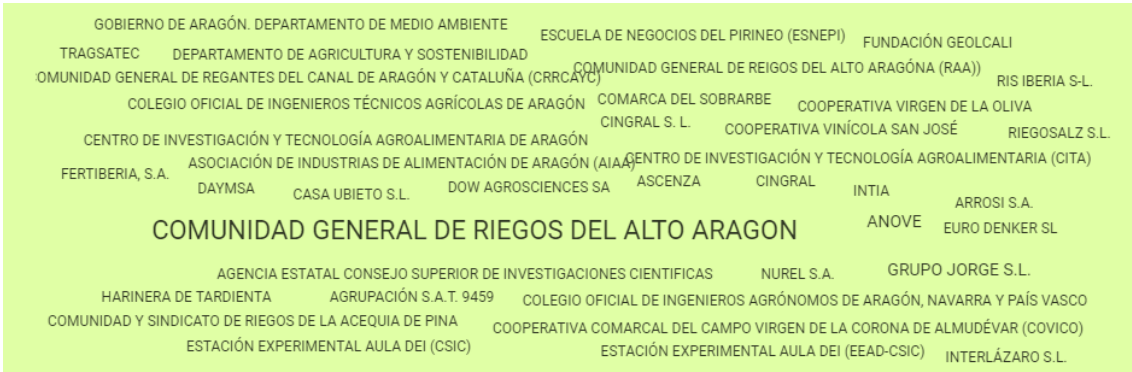 GOBIERNO DE ARAGÓN. DEPARTAMENTO DE MEDIO AMBIENTE
ESCUELA DE NEGOCIOS DEL PIRINEO (ESNEPI)
FUNDACIÓN GEOLCALI
TRAGSATEC
DEPARTAMENTO DE AGRICULTURA Y SOSTENIBILIDAD
OMUNIDAD GENERAL DE REGANTES DEL CANAL DE ARAGÓN Y CATALUÑA (CRRCAYC)
COMUNIDAD GENERAL DE REIGOS DEL ALTO ARAGÓNA (RAA))
RIS IBERIA S-L.
COLEGIO OFICIAL DE INGENIEROS TÉCNICOS AGRÍCOLAS DE ARAGÓN
COMARCA DEL SOBRARBE
COOPERATIVA VIRGEN DE LA OLIVA
CINGRAL S. L.
COOPERATIVA VINÍCOLA SAN JOSÉ
RIEGOSALZ S.L.
CENTRO DE INVESTIGACIÓN Y TECNOLOGÍA AGROALIMENTARIA DE ARAGÓN
ASOCIACIÓN DE INDUSTRIAS DE ALIMENTACIÓN DE ARAGÓN (AIAA)
CENTRO DE INVESTIGACIÓN Y TECNOLOGÍA AGROALIMENTARIA (CITA)
FERTIBERIA, S.A.
DAYMSA
CASA UBIETO S.L.
DOW AGROSCIENCES SA
ASCENZA
CINGRAL
INTIA
ARROSI S.A.
COMUNIDAD GENERAL DE RIEGOS DEL ALTO ARAGON
ANOVE
EURO DENKER SL
AGENCIA ESTATAL CONSEJO SUPERIOR DE INVESTIGACIONES CIENTIFICAS
NUREL S.A.
GRUPO JORGE S.L.
HARINERA DE TARDIENTA
AGRUPACIÓN S.A.T. 9459
COLEGIO OFICIAL DE INGENIEROS AGRÓNOMOS DE ARAGÓN, NAVARRA Y PAÍS VASCO
COMUNIDAD Y SINDICATO DE RIEGOS DE LA ACEQUIA DE PINA
COOPERATIVA COMARCAL DEL CAMPO VIRGEN DE LA CORONA DE ALMUDÉVAR (COVICO)
ESTACIÓN EXPERIMENTAL AULA DEI (CSIC)
ESTACIÓN EXPERIMENTAL AULA DEI (EEAD-CSIC)
INTERLÁZARO S.L.